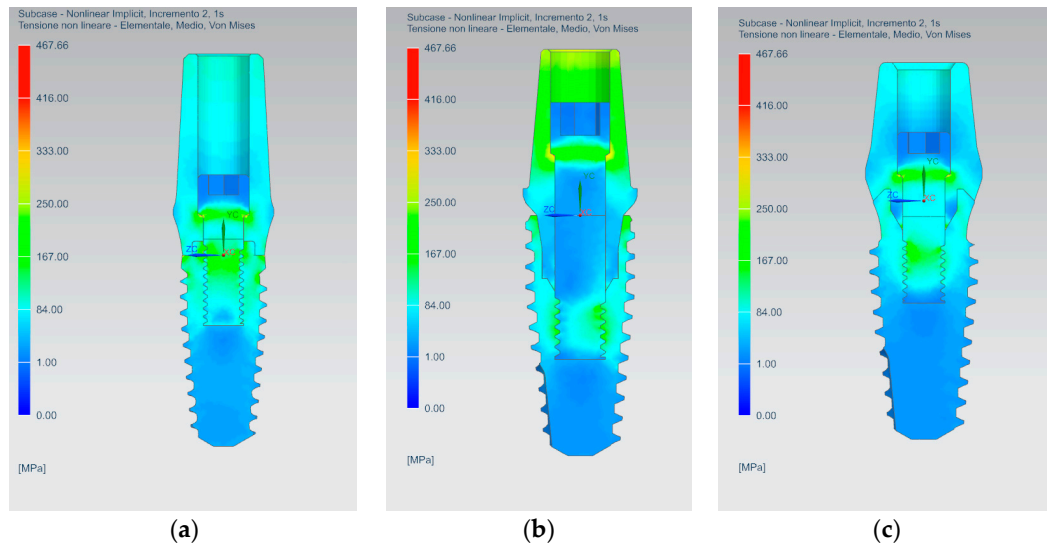 Subcase - Nonlinear Implicit, Incremento 2, 1s
Tensione non lineare - Elementale, Medio, Von Mises
467.66
416.00
333.00
250.00
167.00
84.00
1.00
0.00
[MPa]
YC
ZC
XC
(a)
Subcase - Nonlinear Implicit, Incremento 2, 1s
Tensione non lineare - Elementale, Medio, Von Mises
467.66
416.00
333.00
250.00
167.00
84.00
1.00
0.00
[MPa]
YC
ZC
XC
(b)
Subcase - Nonlinear Implicit, Incremento 2, 1s
Tensione non lineare - Elementale, Medio, Von Mises
467.66
416.00
333.00
250.00
167.00
84.00
1.00
0.00
[MPa]
YC
ZC
XC
(c)